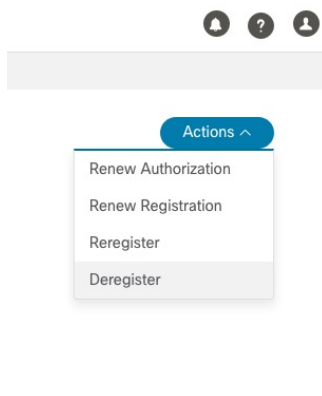 Actions
Renew Authorization
Renew Registration
Reregister
Deregister